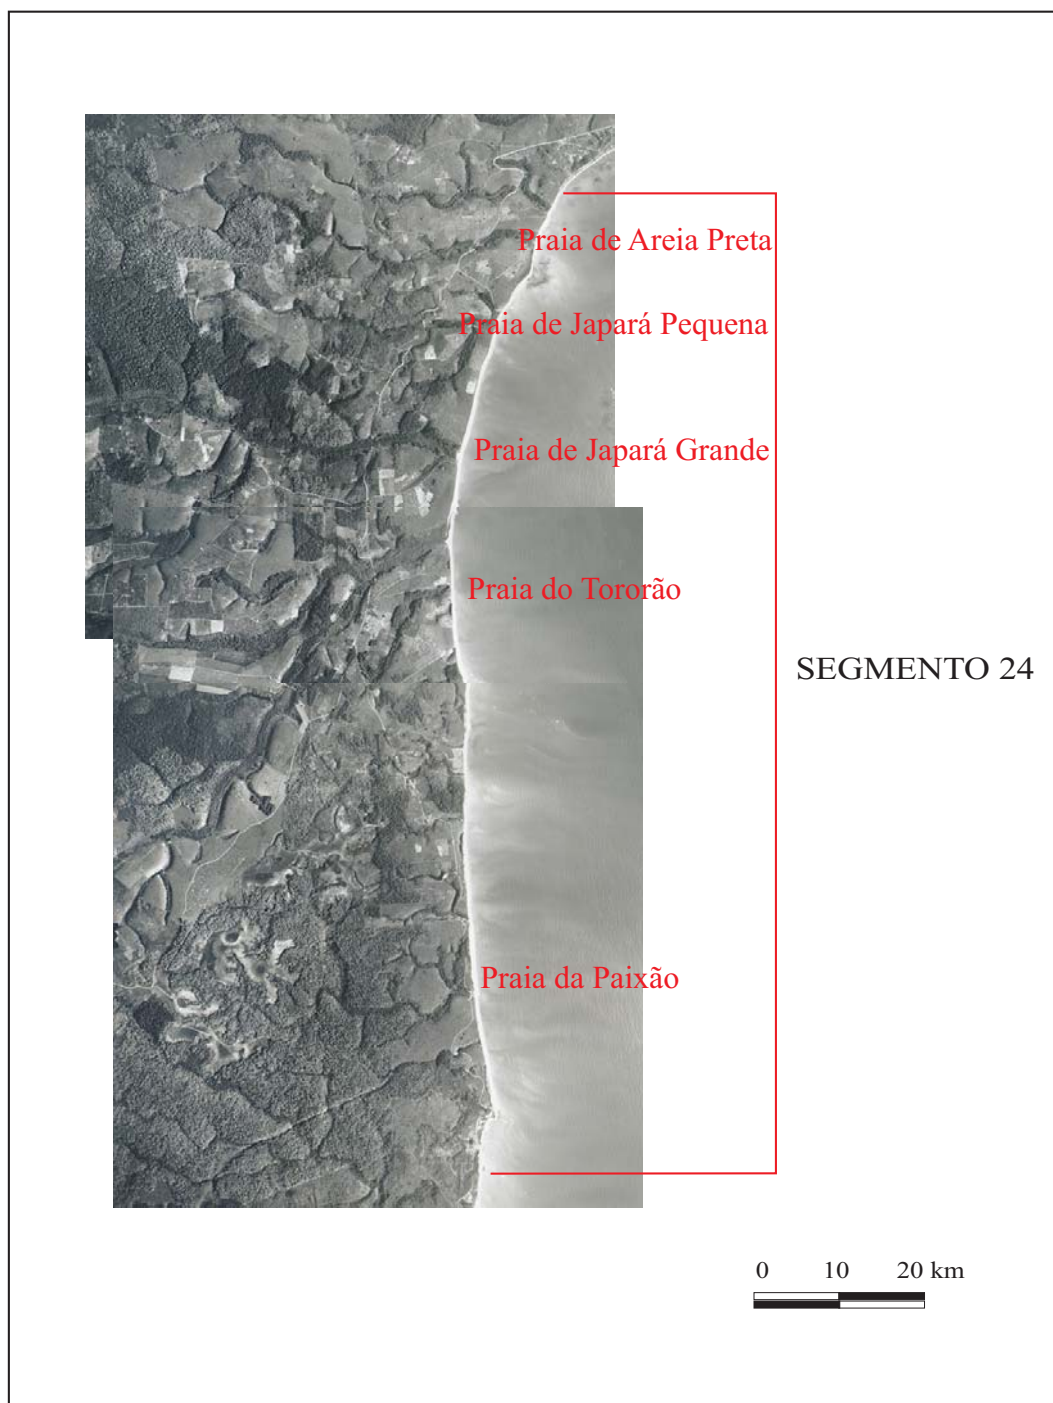 Praia de Areia Preta
Praia de Japará Pequena
Praia de Japará Grande
Praia do Tororão
SEGMENTO 24
Praia da Paixão
0 10 20 km